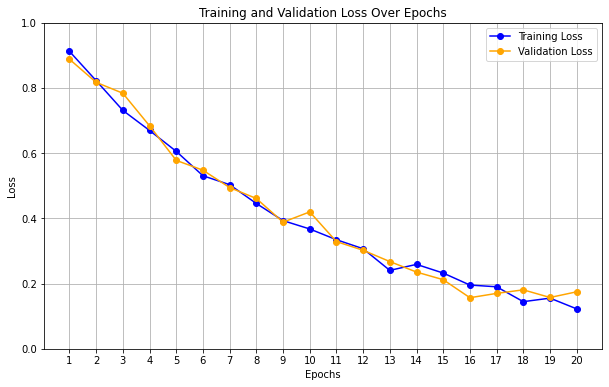 Training and Validation Loss Over Epochs
Training Loss
Validation Loss
1.0
0.8
0.6
0.4
0.2
0.0
Loss
1 2 3 4 5 6 7 8 9 10 11 12 13 14 15 16 17 18 19 20
Epochs